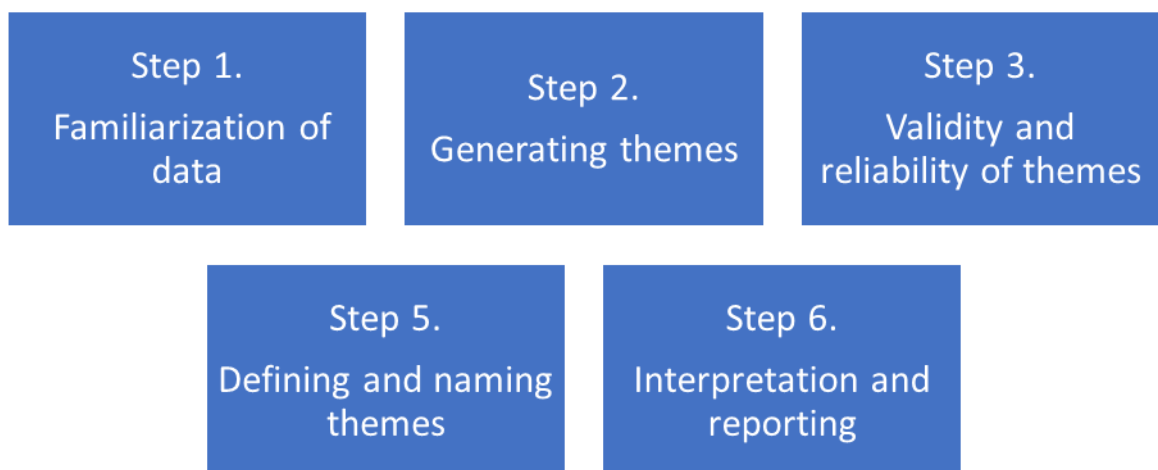 Step 1.
Familiarization of
data
Step 2.
Generating themes
Step 3.
Validity and
reliability of themes
Step 5.
Defining and naming
themes
Step 6.
Interpretation and
reporting